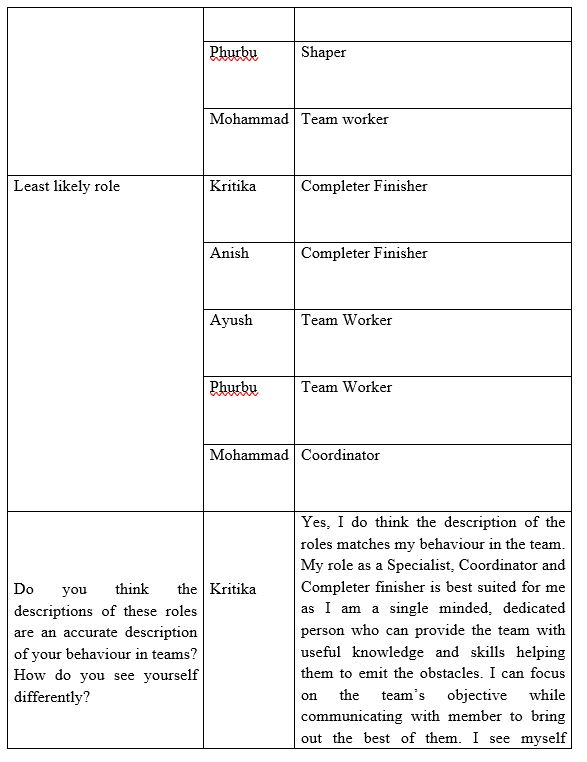 Phurbu Shaper
Mohammad Team worker
Least likely role Kritika Completer Finisher
Anish Completer Finisher
Ayush Team Worker
Phurbu Team Worker
Mohammad Coordinator
Do you think the
descriptions of these roles
are an accurate description
of your behaviour in teams?
How do you see yourself
differently?
Kritika
Yes, I do think the description of the
roles matches my behaviour in the team.
My role as a Specialist, Coordinator and
Completer finisher is best suited for me
as I am a single minded, dedicated
person who can provide the team with
useful knowledge and skills helping
them to emit the obstacles. I can focus
on the team’s objective while
communicating with member to bring
out the best of them. I see myself